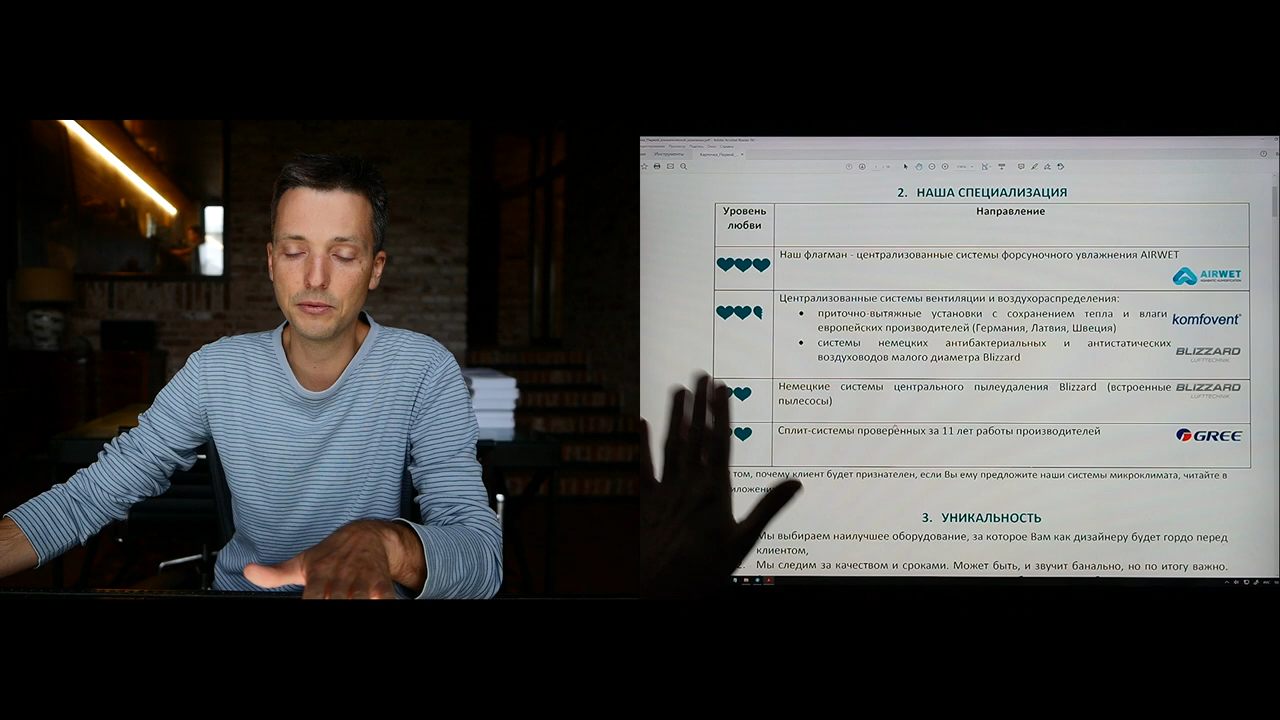 Инструменты
2. НАША СПЕЦИАЛИЗАЦИЯ
Уровень любви
Направление
Наш флагман - централизованные системы форсуночного увлажнения AIRWET
AIRWET
Централизованные системы вентиляции и воздухораспределения:
• приточно-вытяжные установки с сохранением тепла и влаги
европейских производителей (Германия, Латвия, Швеция)
komfovent
• системы немецких антибактериальных и антистатических
воздуховодов малого диаметра Blizzard
BLIZZARD
LUFTTECHNIK
Немецкие системы центрального пылеудаления Blizzard (встроенные
пылесосы)
BLIZZARD
LUFTTECHNIK
Сплит-системы проверенных за 11 лет работы производителей
GREE
том, почему клиент будет признателен, если Вы ему предложите наши системы микроклимата, читайте в
3. УНИКАЛЬНОСТЬ
Мы выбираем наилучшее оборудование, за которое Вам как дизайнеру будет гордо перед
клиентом,
2. Мы следим за качеством и сроками. Может быть, и звучит банально, но по итогу важно.